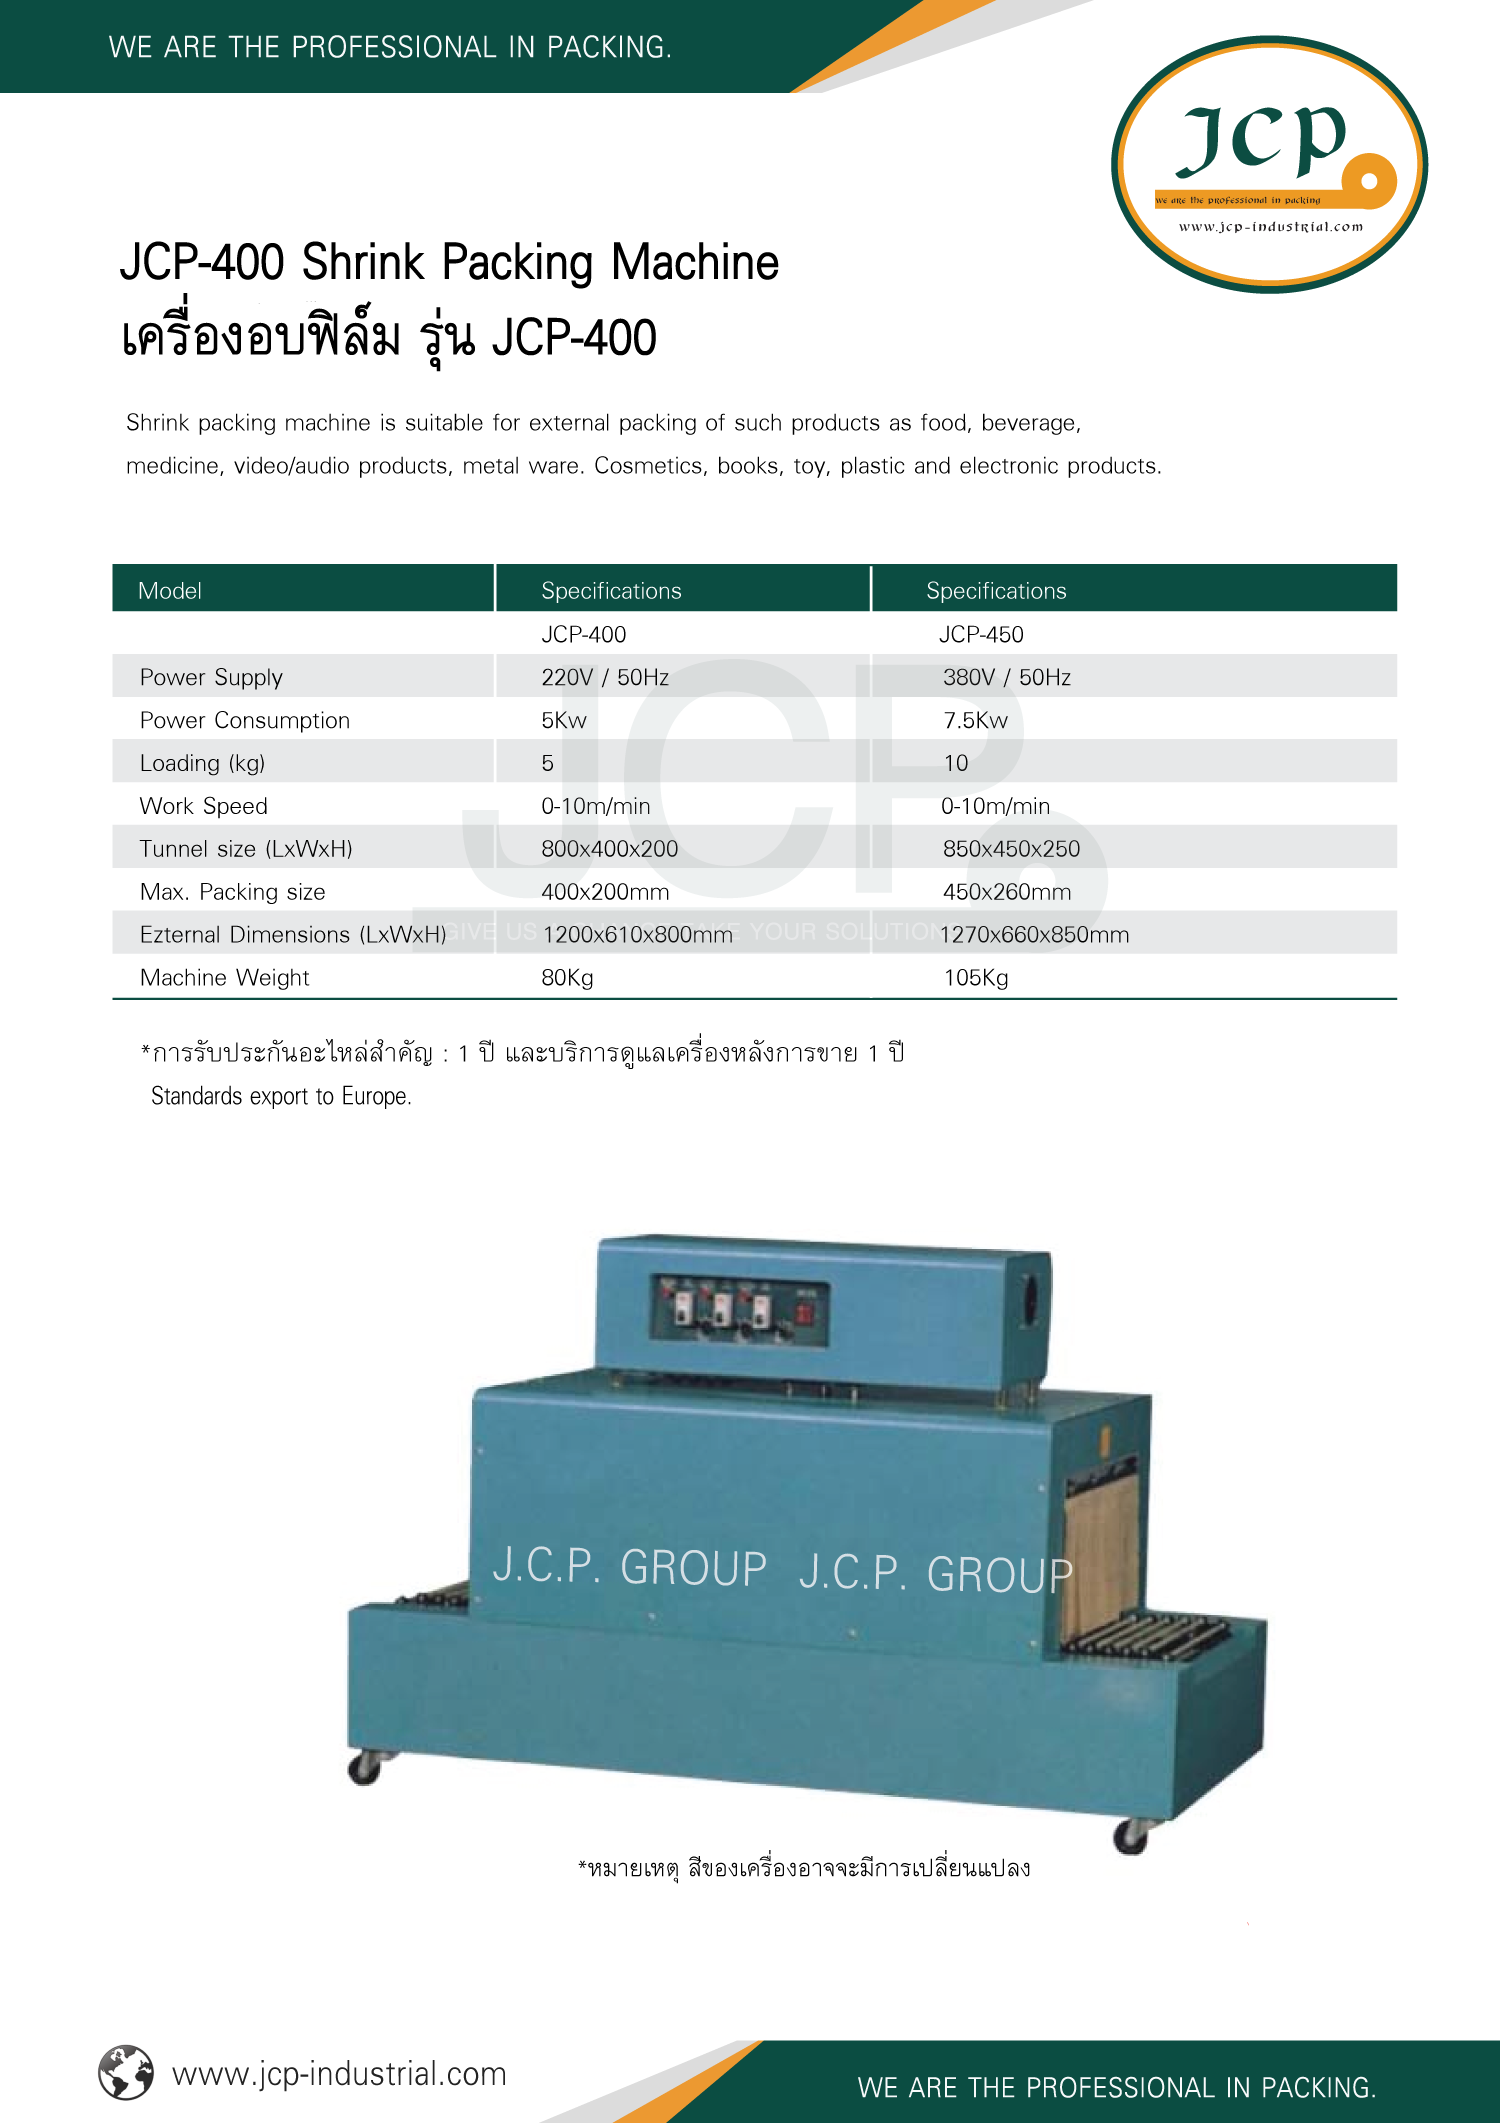 WE ARE THE PROFESSIONAL IN PACKING.
JCP
we are the professional in packing
www.jcp-industrial.com
JCP-400 Shrink Packing Machine
เครื่องอบฟิล์ม รุ่น JCP-400
Shrink packing machine is suitable for external packing of such products as food, beverage,
medicine, video/audio products, metal ware. Cosmetics, books, toy, plastic and electronic products.
Model Specifications Specifications
JCP-400 JCP-450
Power Supply 220V / 50Hz 380V / 50Hz
Power Consumption 5Kw 7.5Kw
Loading (kg) 5 10
Work Speed 0-10m/min 0-10m/min
Tunnel size (LxWxH) 800x400x200 850x450x250
Max. Packing size 400x200mm 450x260mm
Ezternal Dimensions (LxWxH) 1200x610x800mm 1270x660x850mm
Machine Weight 80Kg 105Kg
JCP
GIVE US TAKE YOUR SOLUTION
*การรับประกันอะไหล่สำคัญ : 1 ปี และบริการดูแลเครื่องหลังการขาย 1 ปี
Standards export to Europe.
J.C.P. GROUP J.C.P. GROUP
*หมายเหตุ สีของเครื่องอาจจะมีการเปลี่ยนแปลง
www.jcp-industrial.com
WE ARE THE PROFESSIONAL IN PACKING.